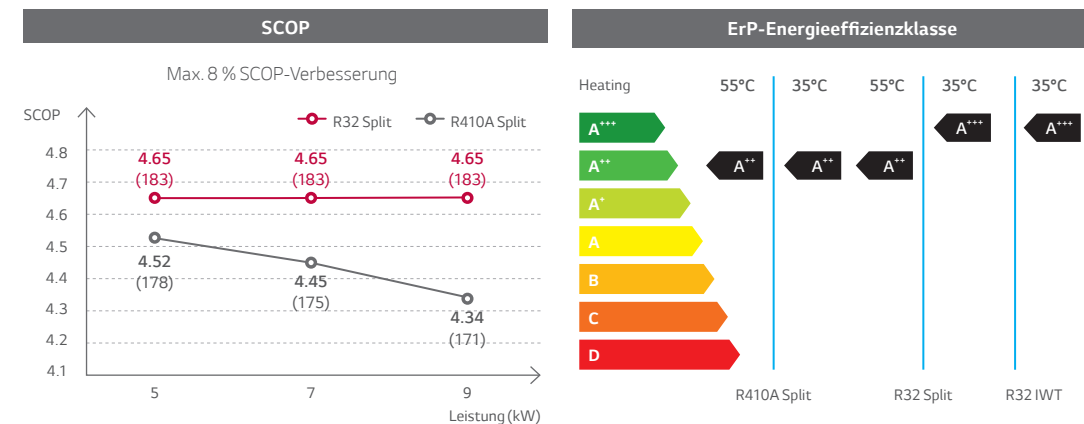 SCOP
Max. 8 % SCOP-Verbesserung
SCOP
R32 Split
R410A Split
4.8
4.7
4.6
4.5
4.4
4.3
4.2
4.1
4.65
(183)
4.65
(183)
4.65
(183)
4.52
(178)
4.45
(175)
4.34
(171)
5 7 9
Leistung (kW)
ErP-Energieeffizienzklasse
Heating 55°C 35°C 55°C 35°C 35°C
A+++ A+++ A+++
A++ A++ A++ A++
A+
A
B
C
D
R410A Split R32 Split R32 IWT